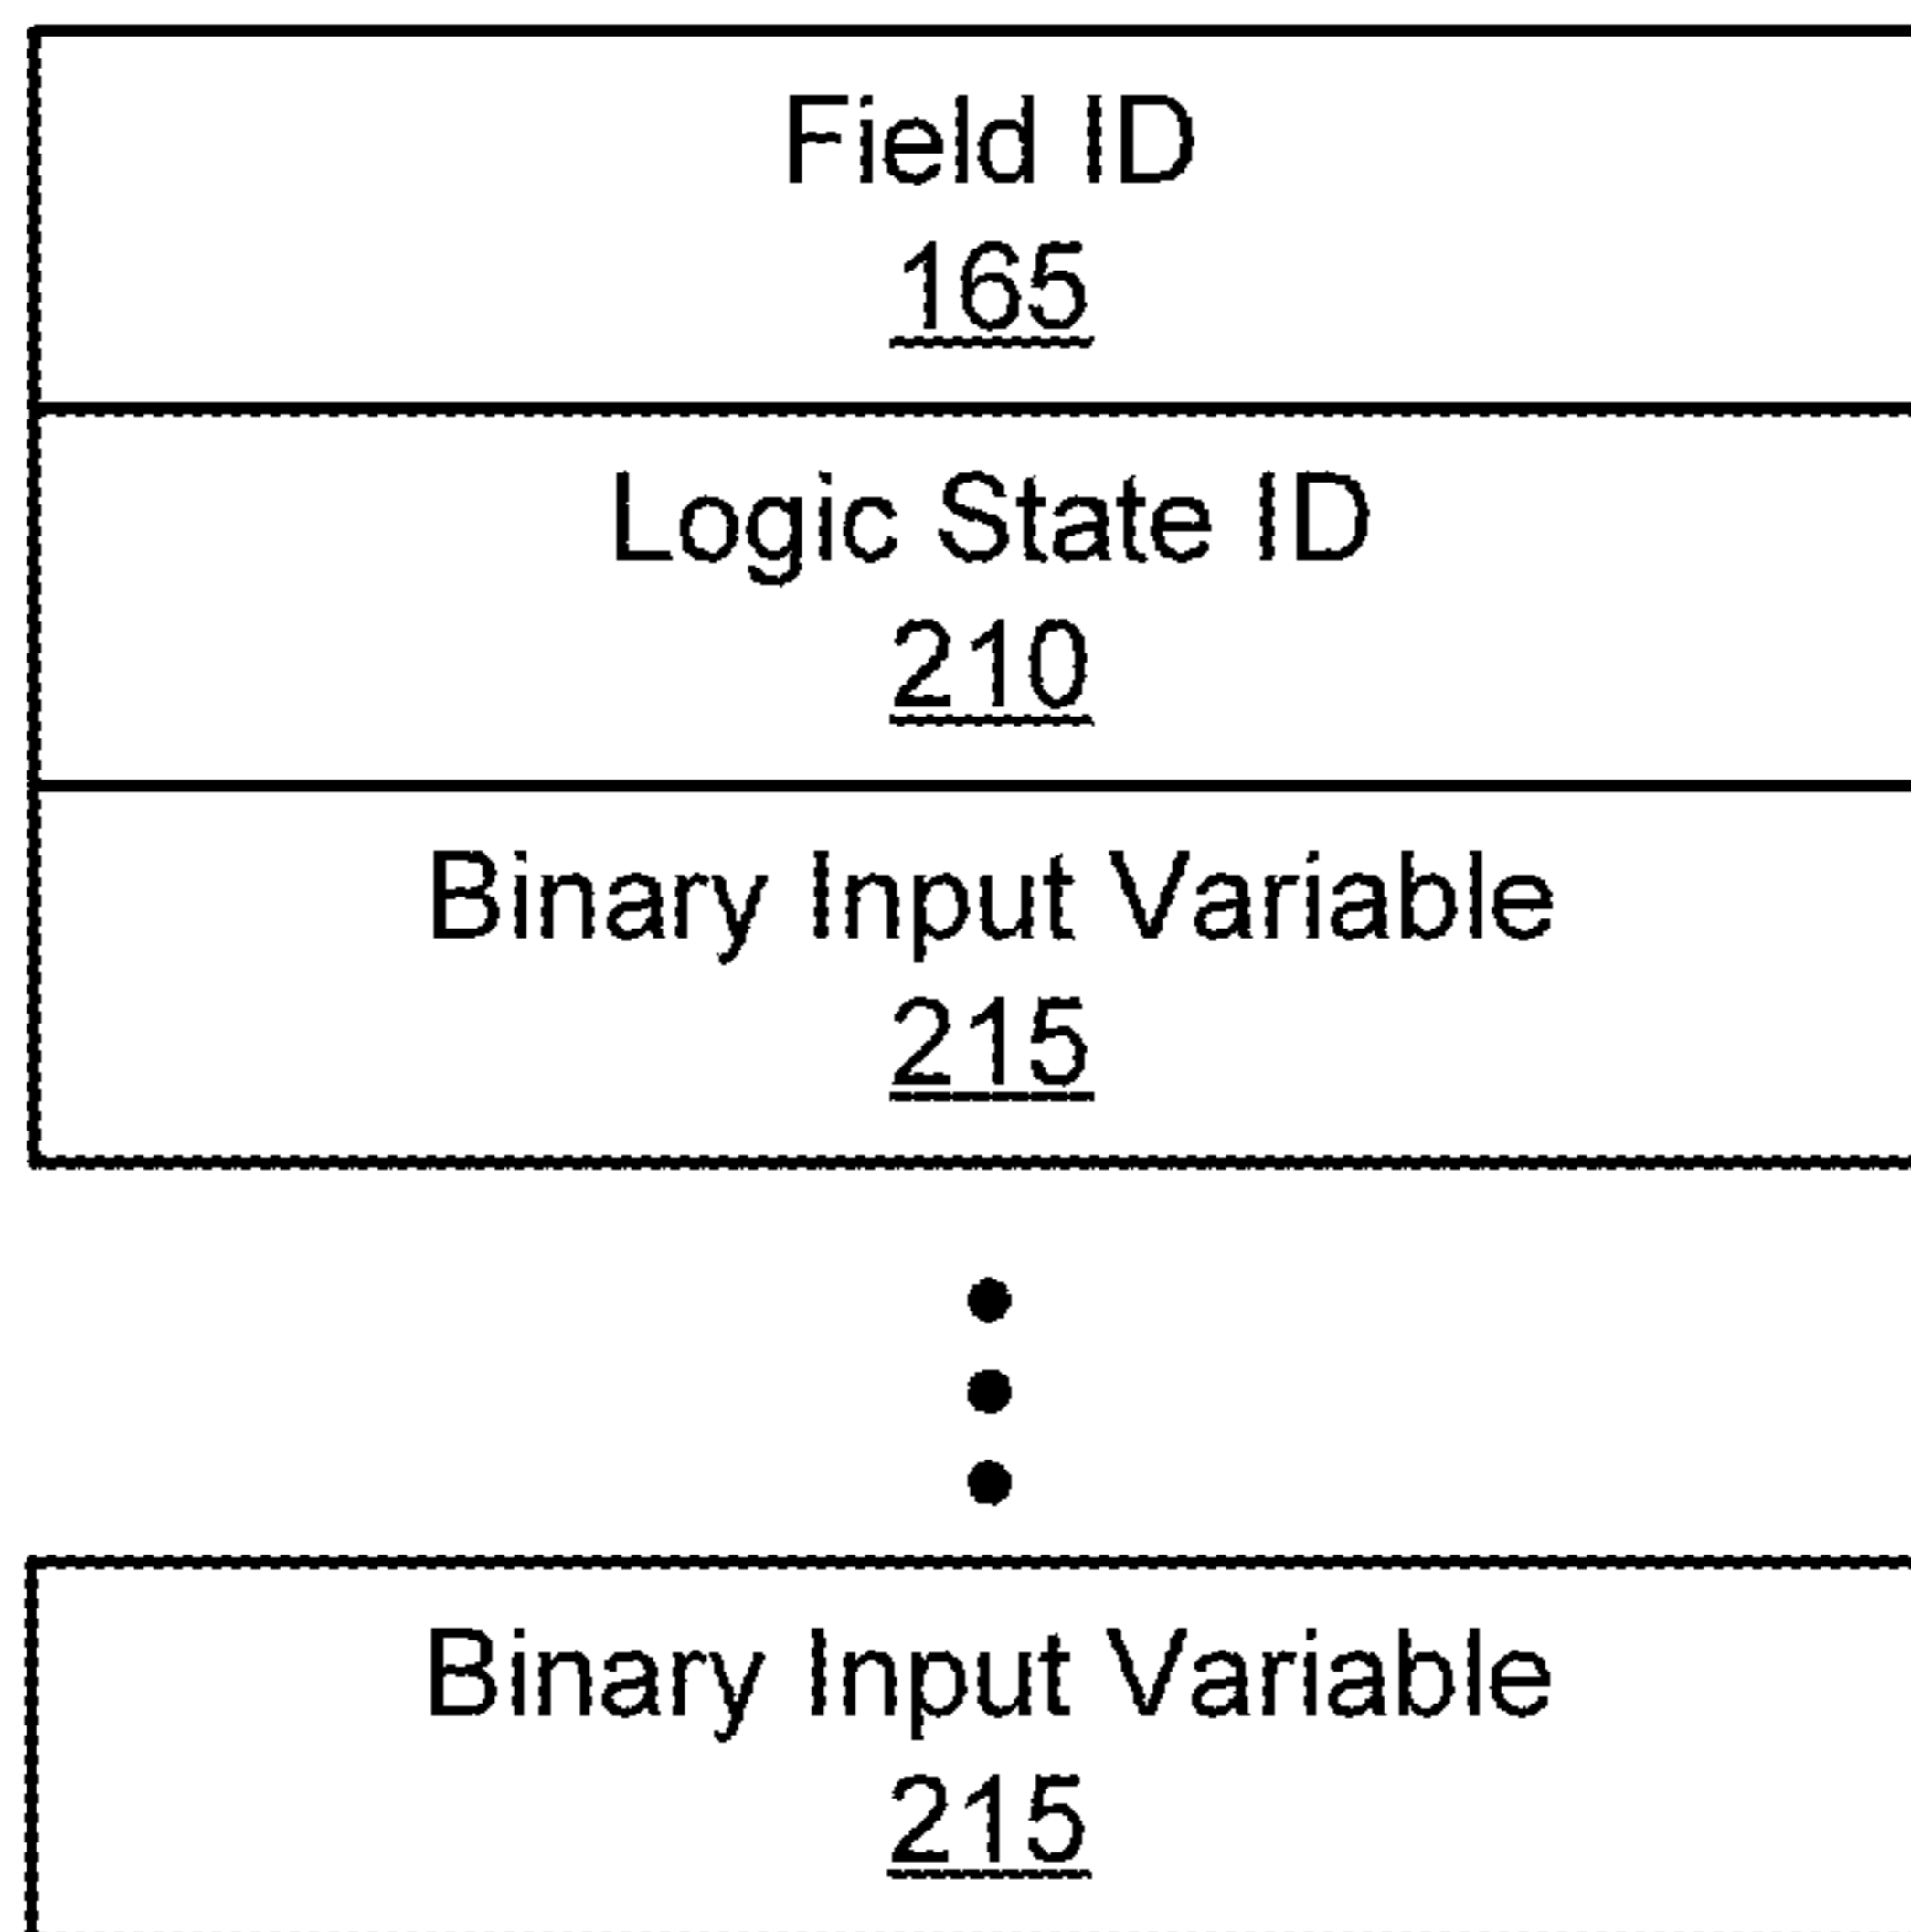 Field ID
165
Logic State ID
210
Binary Input Variable
215
Binary Input Variable
215